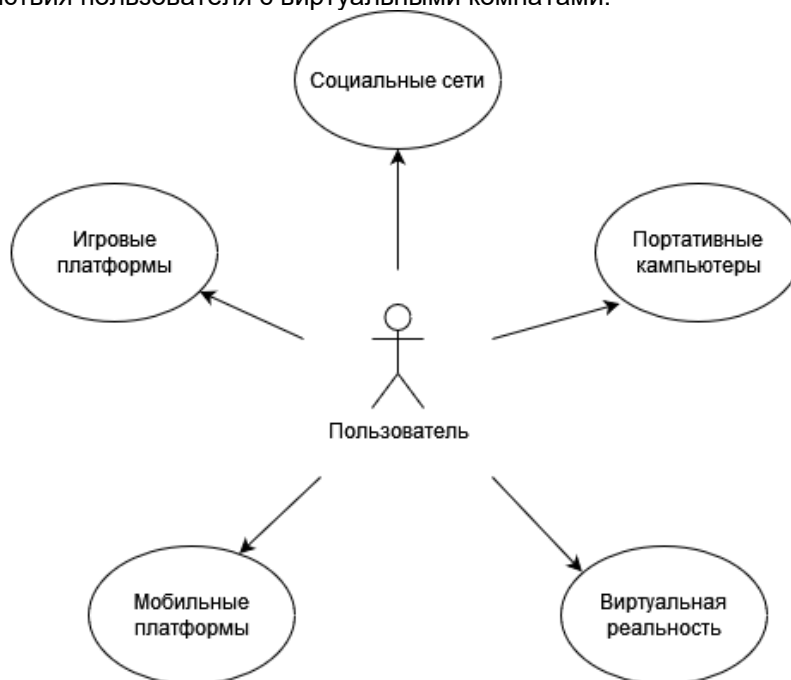 пользователя с виртуальными комнатами.
Социальные сети
Игровые
платформы
Портативные
кампьютеры
Пользователь
Мобильные
платформы
Виртуальная
реальность